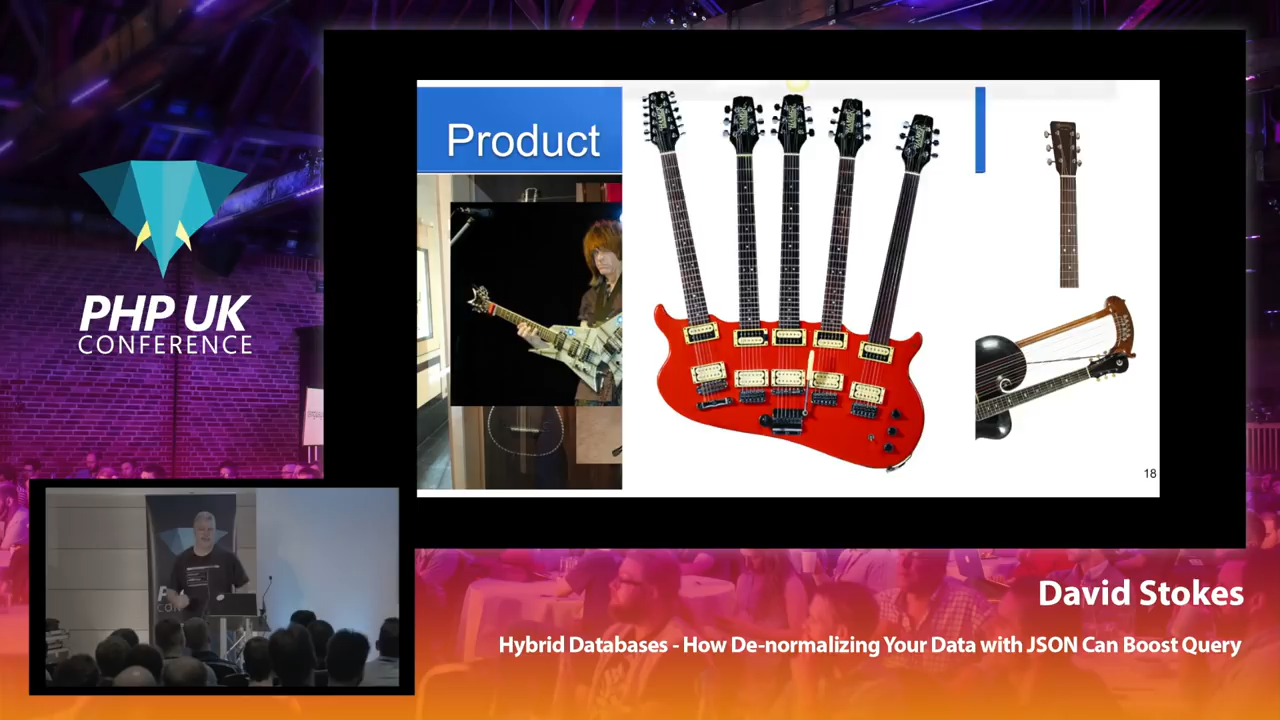 PHP UK
CONFERENCE
Product
18
David Stokes
Hybrid Databases - How De-normalizing Your Data with JSON Can Boost Query